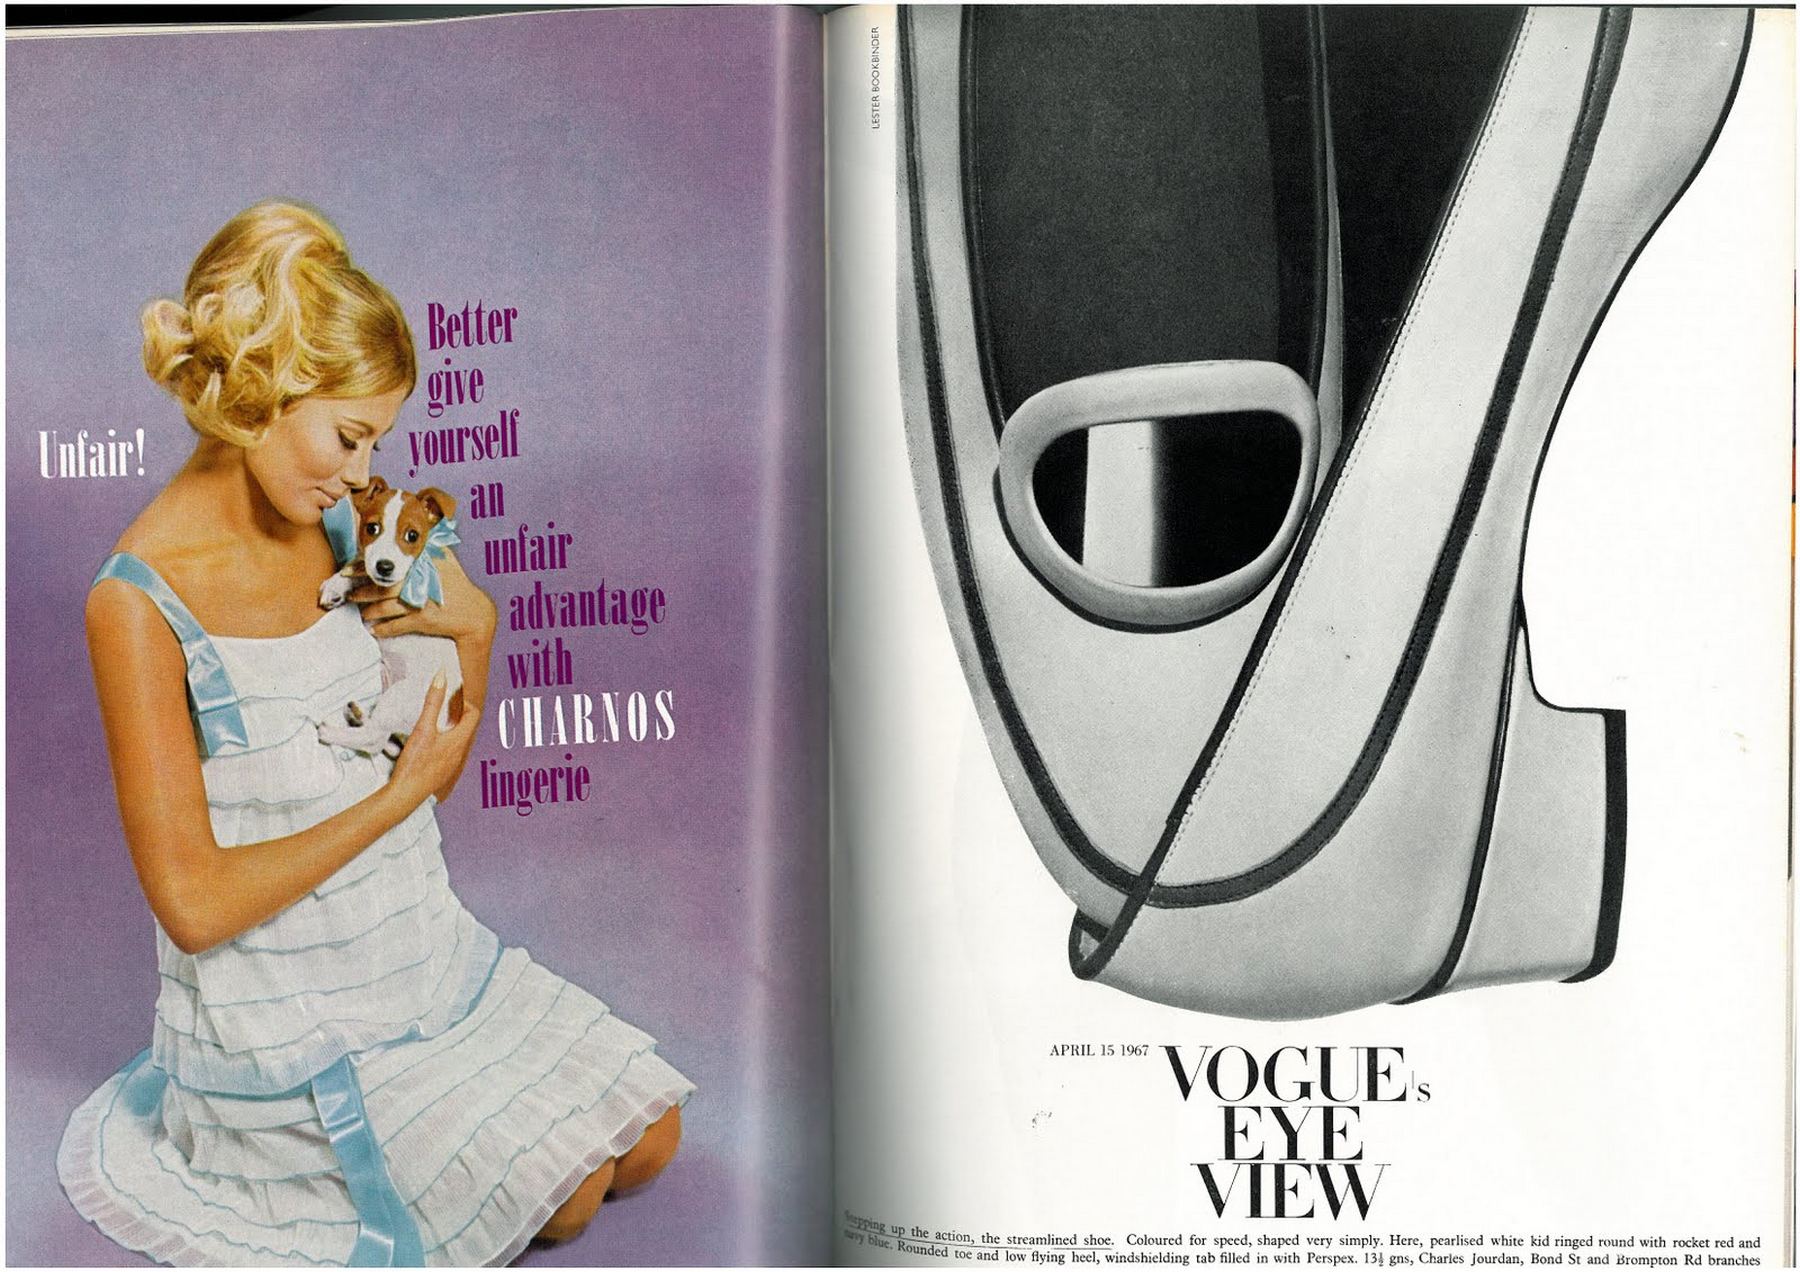 Unfair!
Better
give
yourself
an
unfair
advantage
with
CHARNOS
lingerie
LESTER BOOKBINDER
APRIL 15 1967
VOGUE's
EYE
VIEW
Stepping up the action, the streamlined shoe. Coloured for speed, shaped very simply. Here, pearlised white kid ringed round with rocket red and
navy blue. Rounded toe and low flying heel, windshielding tab filled in with Perspex. 13½ gns, Charles Jourdan, Bond St and Brompton Rd branches